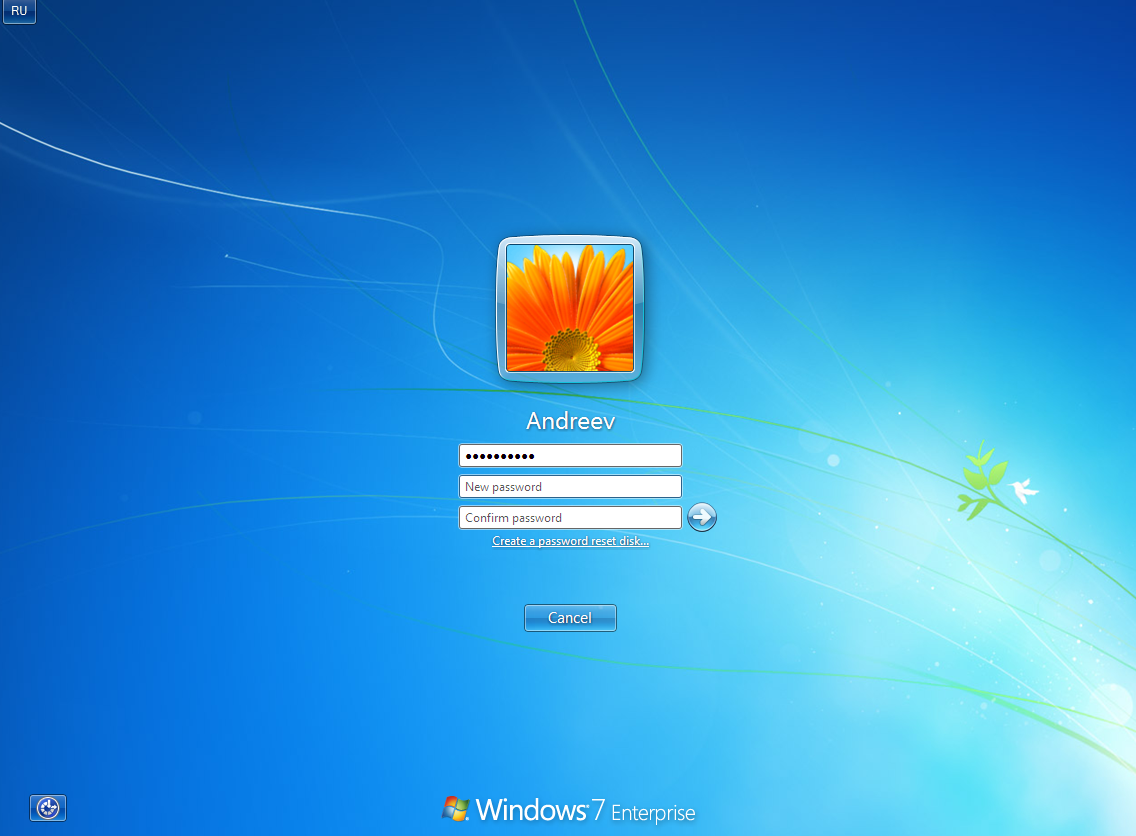 RU
Andreev
●●●●●●●●●●
New password
Confirm password
Create a password reset disk...
Cancel
Windows 7 Enterprise